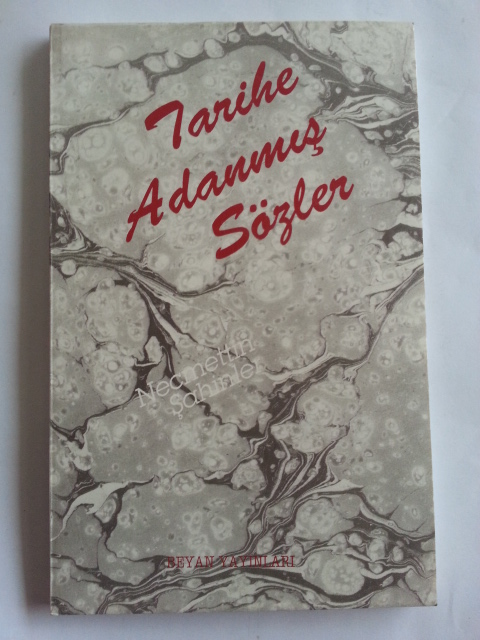 Tarihe
Adanmış
Sözler
Necmettin
Şahinler
BEYAN YAYINLARI